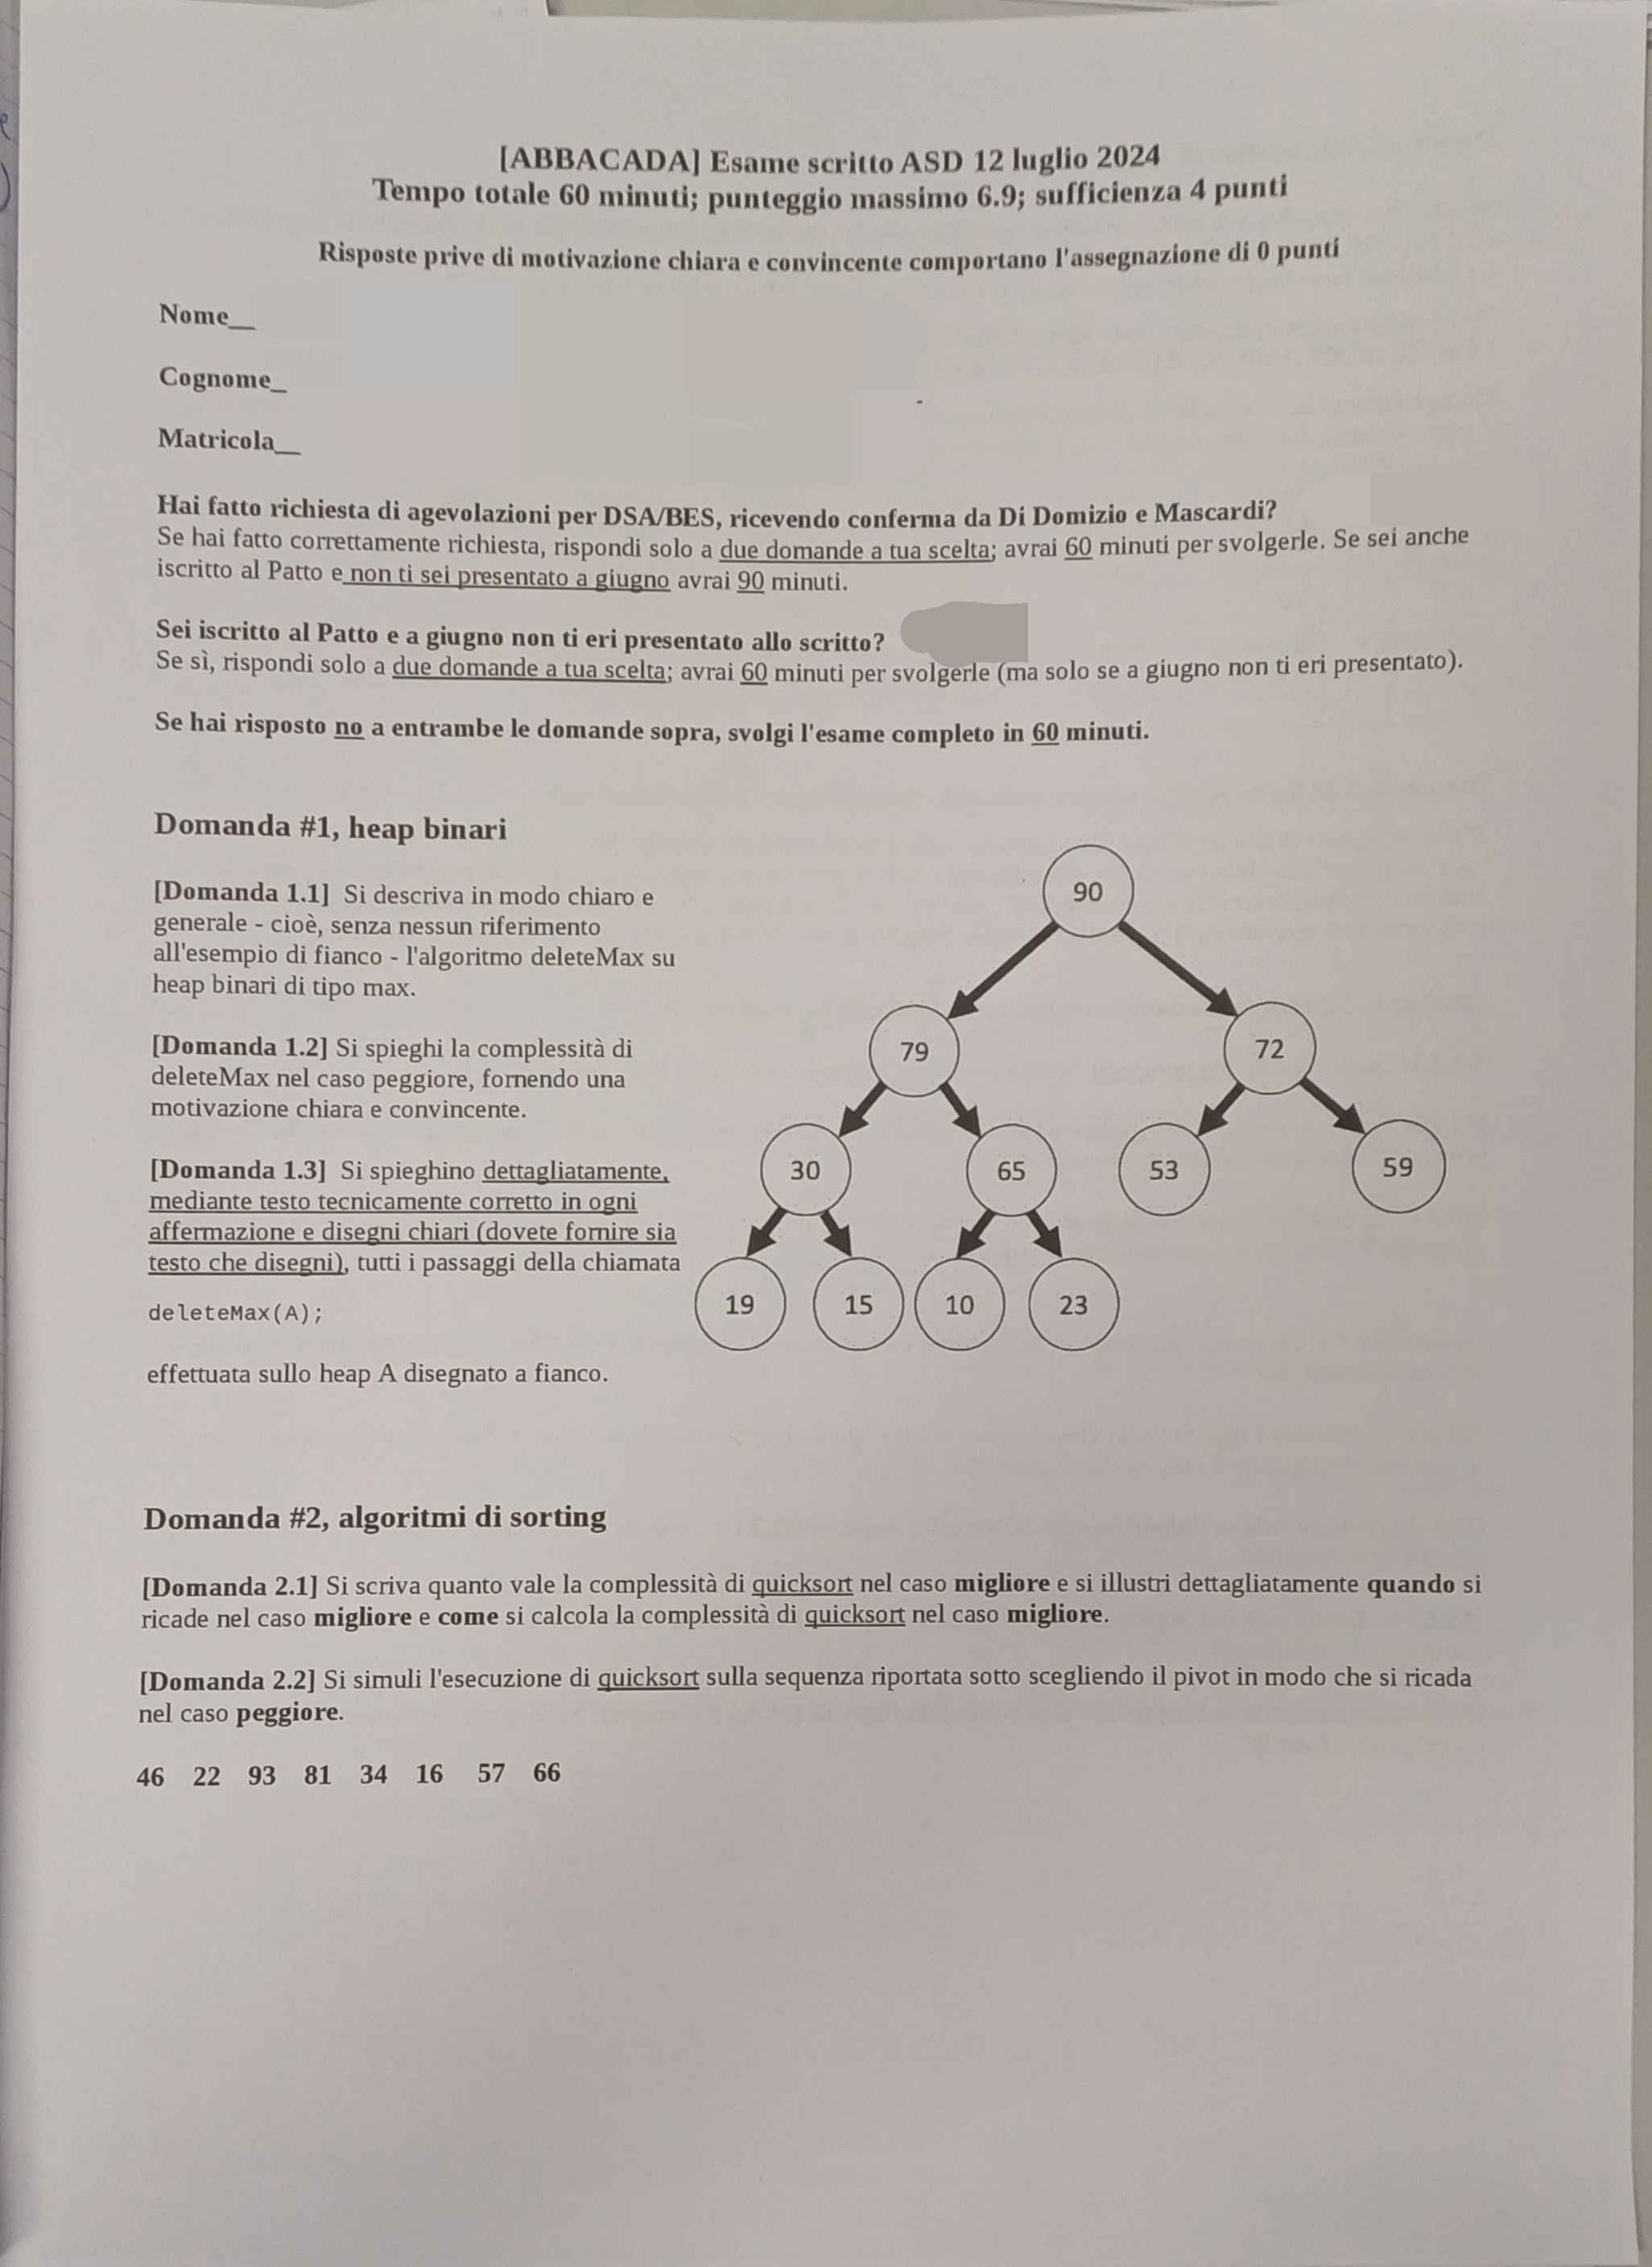 [ABBACADA] Esame scritto ASD 12 luglio 2024
Tempo totale 60 minuti; punteggio massimo 6.9; sufficienza 4 punti
Risposte prive di motivazione chiara e convincente comportano l'assegnazione di 0 punti
Nome__
Cognome_
Matricola__
Hai fatto richiesta di agevolazioni per DSA/BES, ricevendo conferma da Di Domizio e Mascardi?
Se hai fatto correttamente richiesta, rispondi solo a due domande a tua scelta; avrai 60 minuti per svolgerle. Se sei anche
iscritto al Patto e non ti sei presentato a giugno avrai 90 minuti.
Sei iscritto al Patto e a giugno non ti eri presentato allo scritto?
Se sì, rispondi solo a due domande a tua scelta; avrai 60 minuti per svolgerle (ma solo se a giugno non ti eri presentato).
Se hai risposto no a entrambe le domande sopra, svolgi l'esame completo in 60 minuti.
Domanda #1, heap binari
[Domanda 1.1] Si descriva in modo chiaro e
generale - cioè, senza nessun riferimento
all'esempio di fianco - l'algoritmo deleteMax su
heap binari di tipo max.
[Domanda 1.2] Si spieghi la complessità di
deleteMax nel caso peggiore, fornendo una
motivazione chiara e convincente.
[Domanda 1.3] Si spieghino dettagliatamente,
mediante testo tecnicamente corretto in ogni
affermazione e disegni chiari (dovete fornire sia
testo che disegni), tutti i passaggi della chiamata
deleteMax(A);
effettuata sullo heap A disegnato a fianco.
90
79 72
30 65 53 59
19 15 10 23
Domanda #2, algoritmi di sorting
[Domanda 2.1] Si scriva quanto vale la complessità di quicksort nel caso migliore e si illustri dettagliatamente quando si
ricade nel caso migliore e come si calcola la complessità di quicksort nel caso migliore.
[Domanda 2.2] Si simuli l'esecuzione di quicksort sulla sequenza riportata sotto scegliendo il pivot in modo che si ricada
nel caso peggiore.
46 22 93 81 34 16 57 66